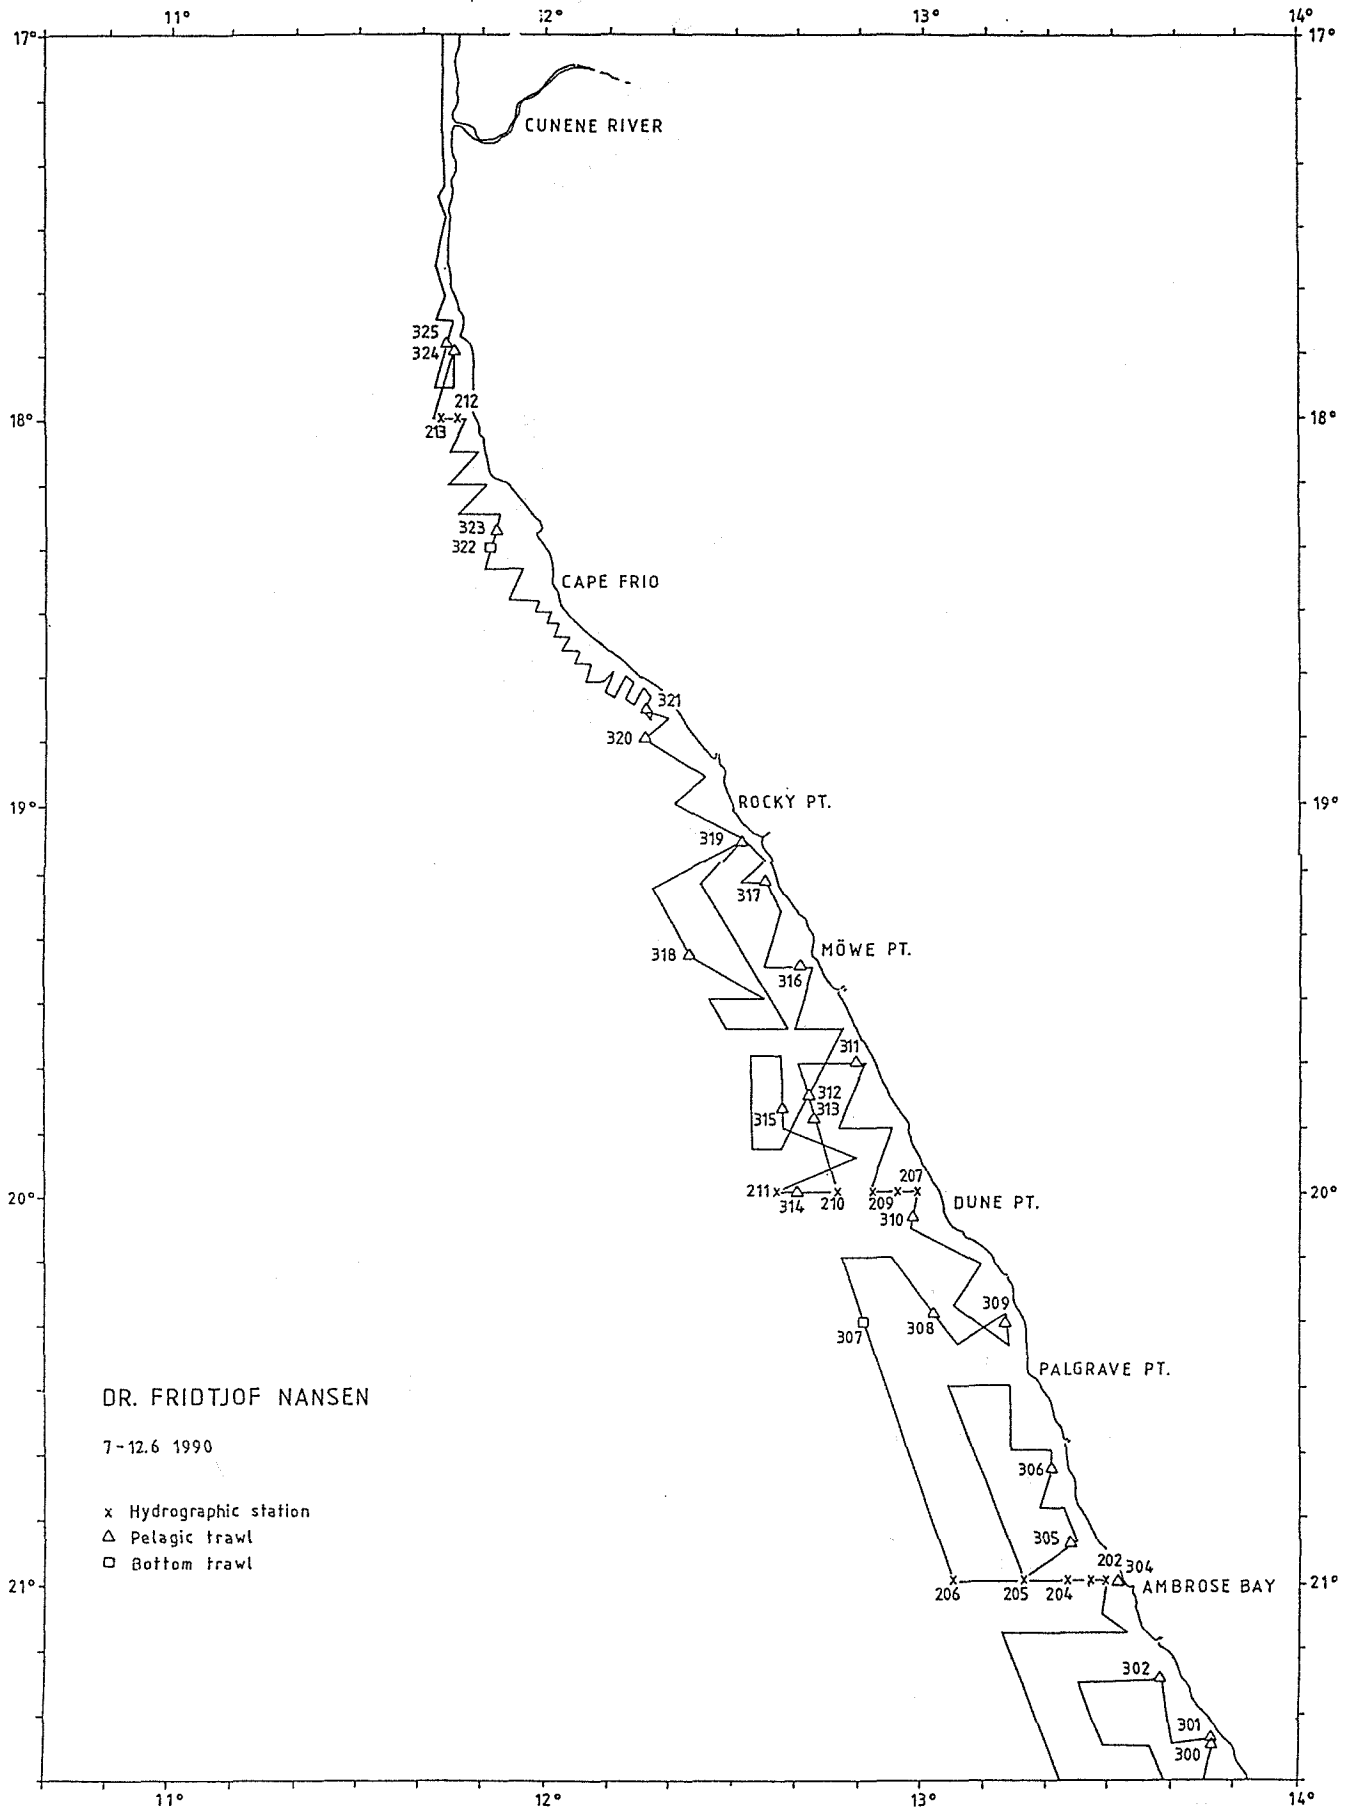 11° 12° 13° 14°
17° 17°
CUNENE RIVER
325
324
212
18° 18°
213
323
322
CAPE FRIO
321
320
19° ROCKY PT. 19°
319
317
MÖWE PT.
318
316
311
312
313
315
207
20° 211 20°
314 210 209 DUNE PT.
310
309
308
307
PALGRAVE PT.
DR. FRIDTJOF NANSEN
7-12.6 1990
306
x Hydrographic station
△ Pelagic trawl
□ Bottom trawl
305
202 304
21° AMBROSE BAY 21°
206 205 204
302
301
300
11° 12° 13° 14°